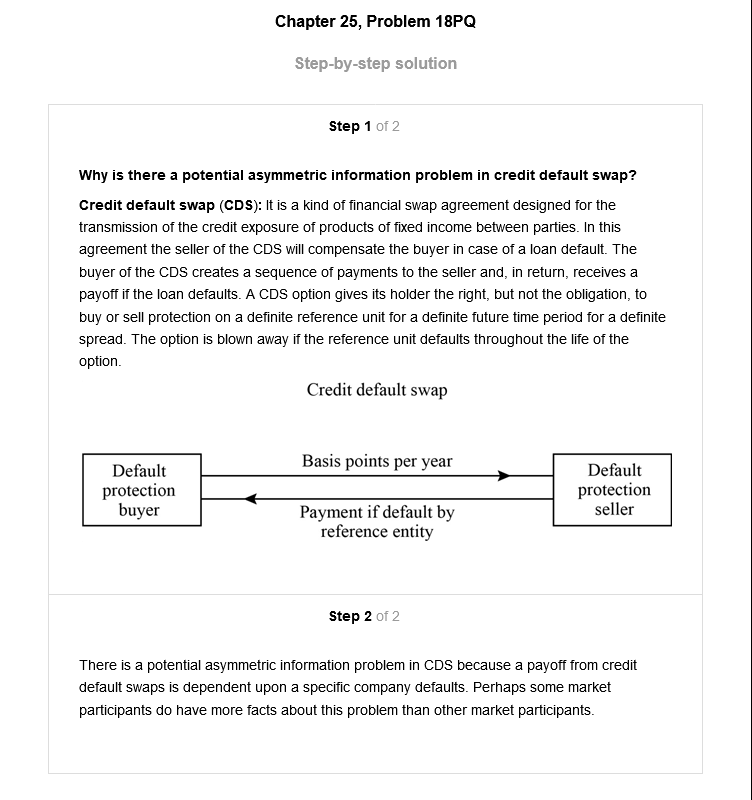 Chapter 25, Problem 18PQ
Step-by-step solution
Step 1 of 2
Why is there a potential asymmetric information problem in credit default swap?
Credit default swap (CDS): It is a kind of financial swap agreement designed for the
transmission of the credit exposure of products of fixed income between parties. In this
agreement the seller of the CDS will compensate the buyer in case of a loan default. The
buyer of the CDS creates a sequence of payments to the seller and, in return, receives a
payoff if the loan defaults. A CDS option gives its holder the right, but not the obligation, to
buy or sell protection on a definite reference unit for a definite future time period for a definite
spread. The option is blown away if the reference unit defaults throughout the life of the
option.
Credit default swap
Default
protection
buyer
Basis points per year
Payment if default by
reference entity
Default
protection
seller
Step 2 of 2
There is a potential asymmetric information problem in CDS because a payoff from credit
default swaps is dependent upon a specific company defaults. Perhaps some market
participants do have more facts about this problem than other market participants.